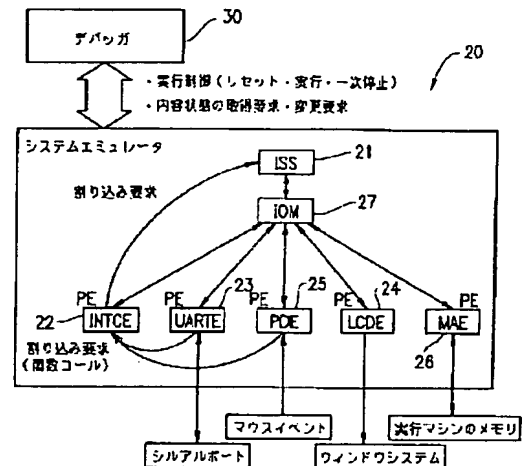 デバッガ
30
・実行制御(リセット・実行・一次停止)
・内容状態の取得要求・変更要求
20
システムエミュレータ
ISS
21
割り込み要求
IOM
27
PE
INTCE
22
PE
UARTE
23
PE
PDIE
25
PE
LCDE
24
PE
MAE
26
割り込み要求
(関数コール)
マウスイベント
実行マシンのメモリ
シルアルポート
ウィンドウシステム